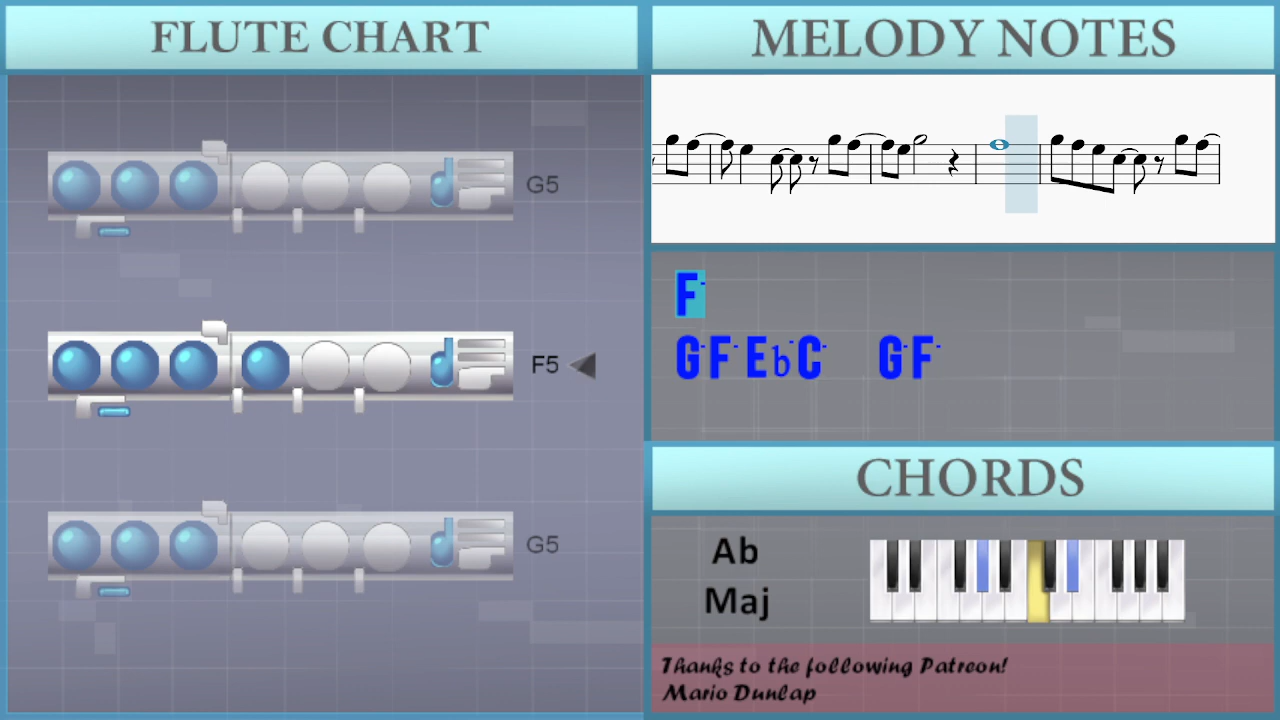 FLUTE CHART
G5
F5
G5
MELODY NOTES
F
G F Eb C G F
CHORDS
Ab
Maj
Thanks to the following Patreon!
Mario Dunlap